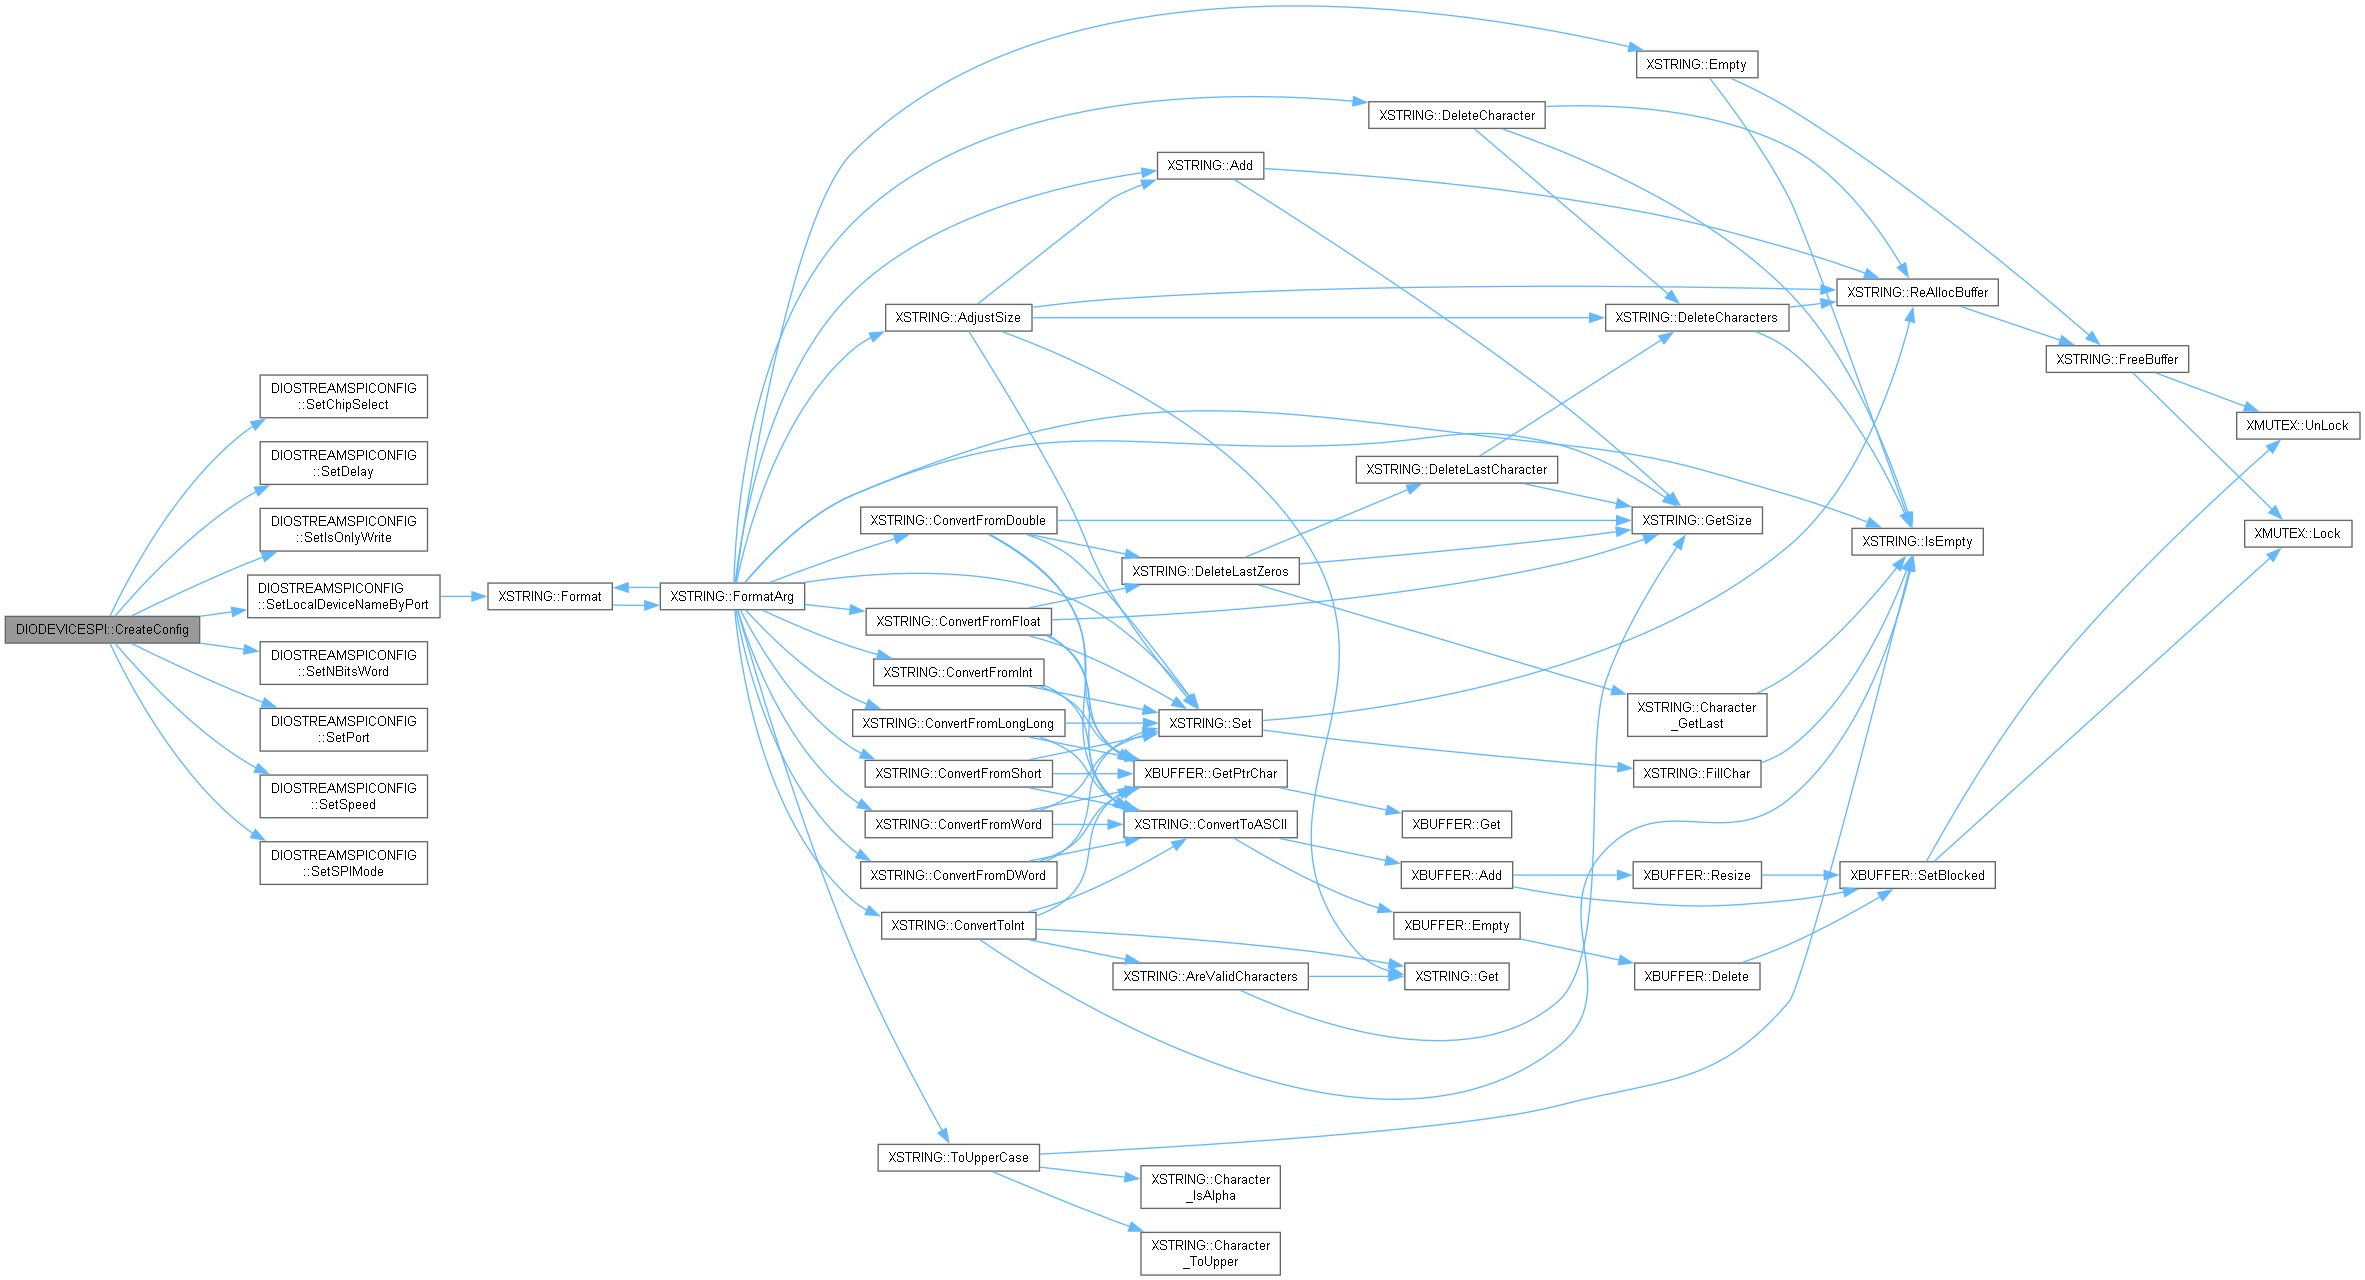 DIODEVICESPI::CreateConfig
DIOSTREAMSPICONFIG
::SetChipSelect
DIOSTREAMSPICONFIG
::SetDelay
DIOSTREAMSPICONFIG
::SetIsOnlyWrite
DIOSTREAMSPICONFIG
::SetLocalDeviceNameByPort
DIOSTREAMSPICONFIG
::SetNBitsWord
DIOSTREAMSPICONFIG
::SetPort
DIOSTREAMSPICONFIG
::SetSpeed
DIOSTREAMSPICONFIG
::SetSPIMode
XSTRING::Format
XSTRING::FormatArg
XSTRING::AdjustSize
XSTRING::ConvertFromDouble
XSTRING::ConvertFromFloat
XSTRING::ConvertFromInt
XSTRING::ConvertFromLongLong
XSTRING::ConvertFromShort
XSTRING::ConvertFromWord
XSTRING::ConvertFromDWord
XSTRING::ConvertToInt
XSTRING::ToUpperCase
XSTRING::Add
XSTRING::DeleteLastZeros
XSTRING::Set
XBUFFER::GetPtrChar
XSTRING::ConvertToASCII
XSTRING::AreValidCharacters
XSTRING::Character
_IsAlpha
XSTRING::Character
_ToUpper
XSTRING::DeleteCharacter
XSTRING::DeleteLastCharacter
XBUFFER::Get
XBUFFER::Add
XBUFFER::Empty
XSTRING::Get
XSTRING::Empty
XSTRING::DeleteCharacters
XSTRING::GetSize
XSTRING::Character
_GetLast
XSTRING::FillChar
XBUFFER::Resize
XBUFFER::Delete
XSTRING::ReAllocBuffer
XSTRING::IsEmpty
XBUFFER::SetBlocked
XSTRING::FreeBuffer
XMUTEX::UnLock
XMUTEX::Lock